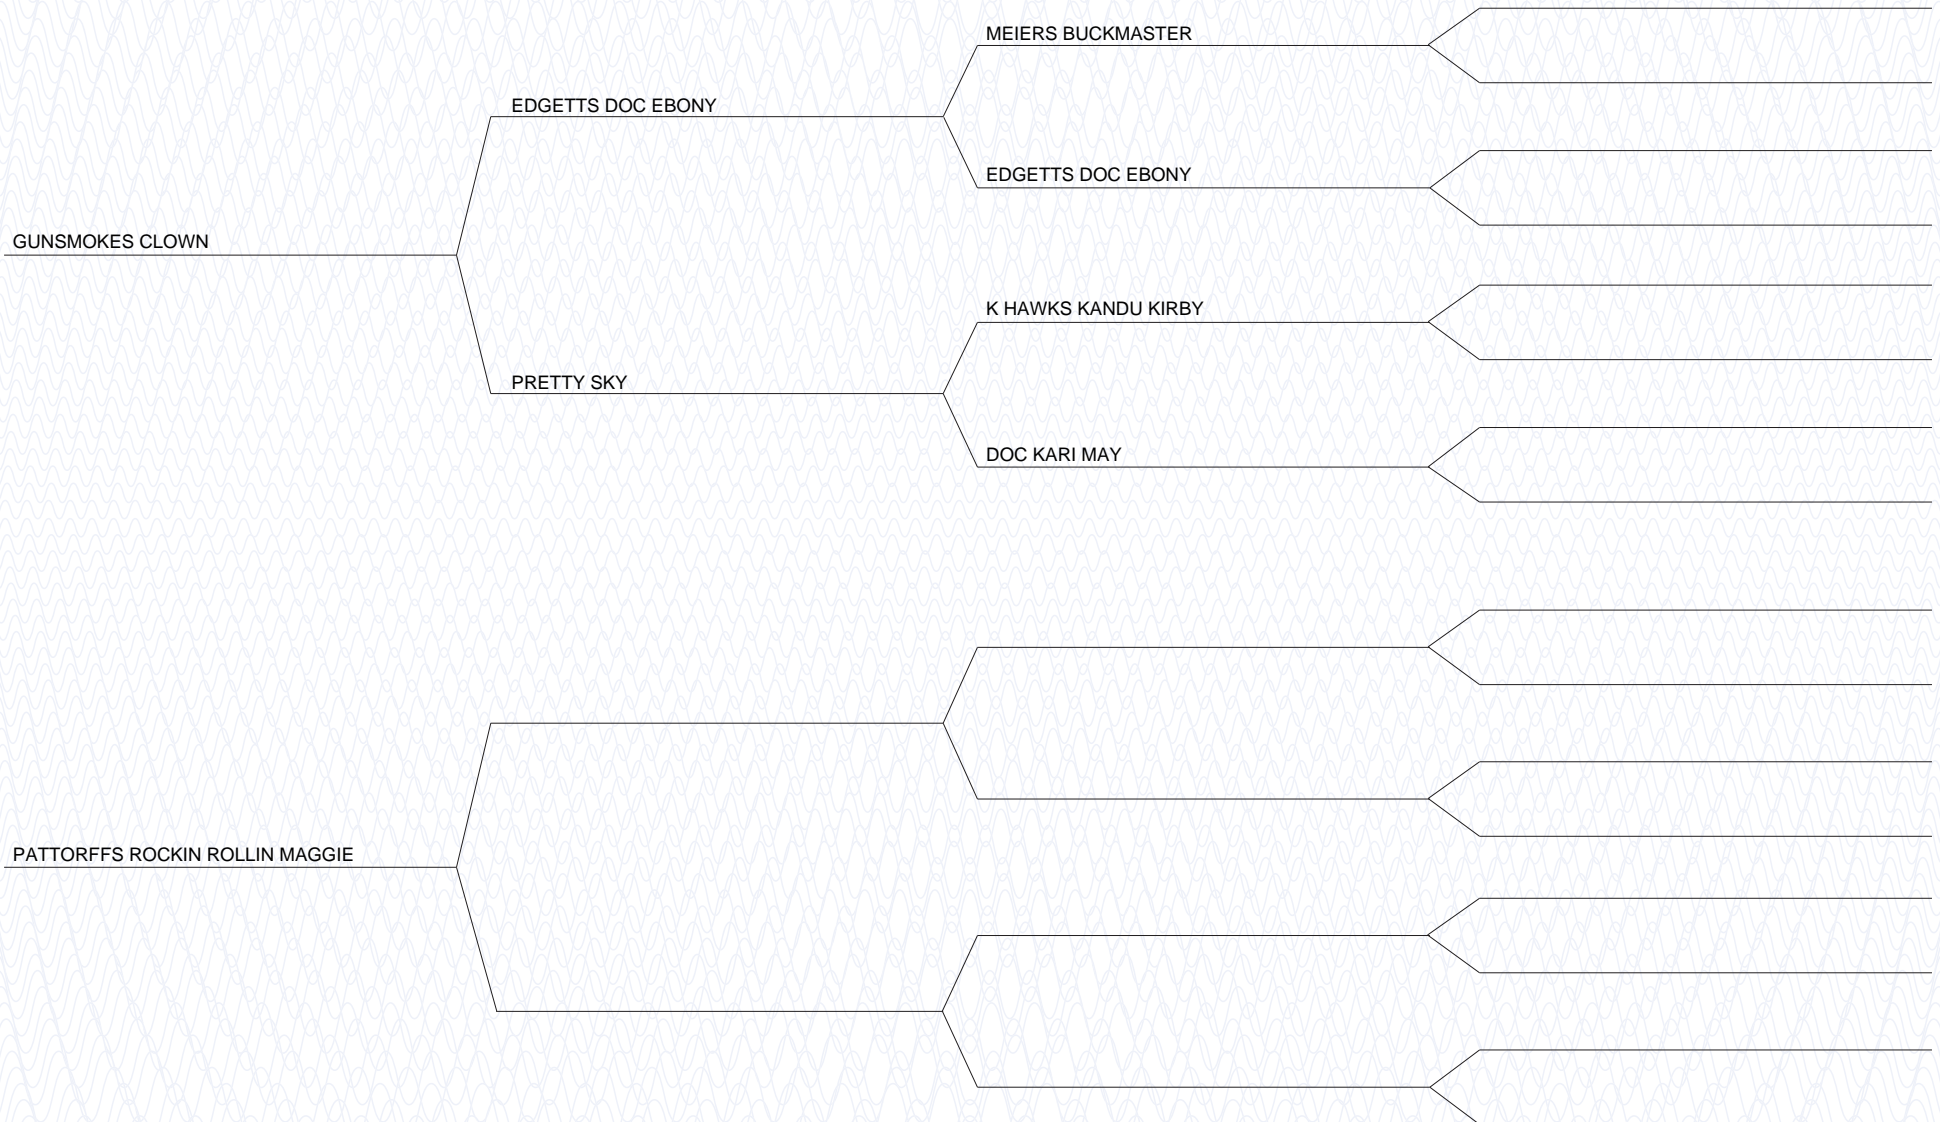 MEIERS BUCKMASTER
EDGETTS DOC EBONY
EDGETTS DOC EBONY
GUNSMOKES CLOWN
K HAWKS KANDU KIRBY
PRETTY SKY
DOC KARI MAY
PATTORFFS ROCKIN ROLLIN MAGGIE